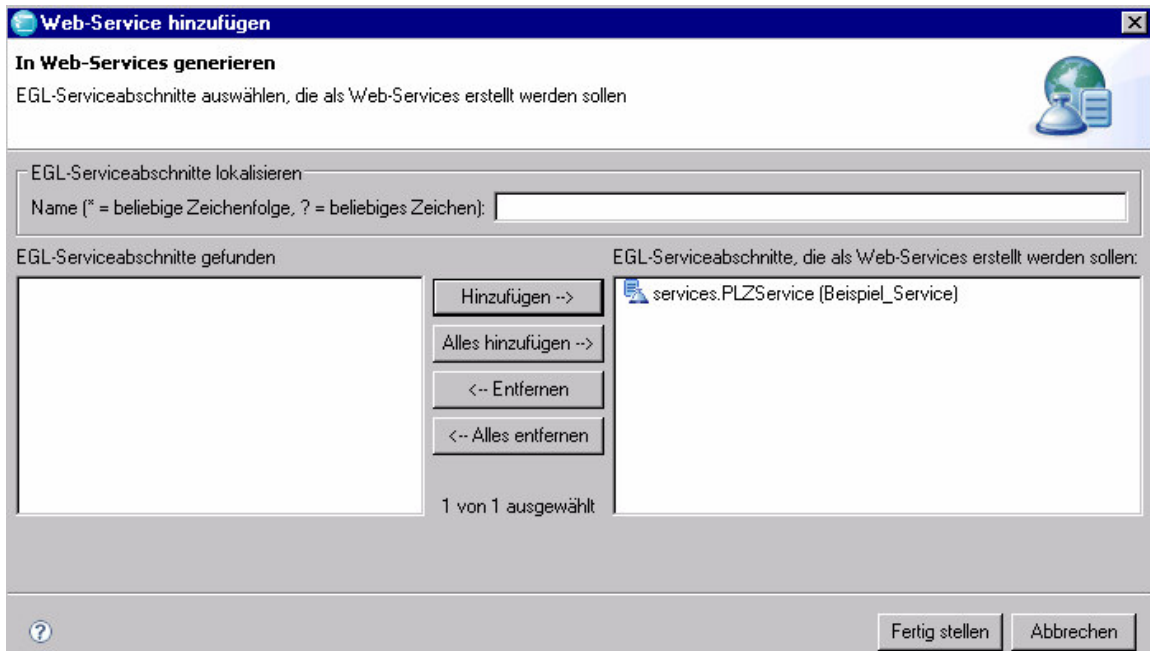 Web-Service hinzufügen
In Web-Services generieren
EGL-Serviceabschnitte auswählen, die als Web-Services erstellt werden sollen
EGL-Serviceabschnitte lokalisieren
Name (* = beliebige Zeichenfolge, ? = beliebiges Zeichen):
EGL-Serviceabschnitte gefunden
EGL-Serviceabschnitte, die als Web-Services erstellt werden sollen:
Hinzufügen -->
Alles hinzufügen -->
<-- Entfernen
<-- Alles entfernen
1 von 1 ausgewählt
services.PLZService (Beispiel_Service)
?
Fertig stellen
Abbrechen